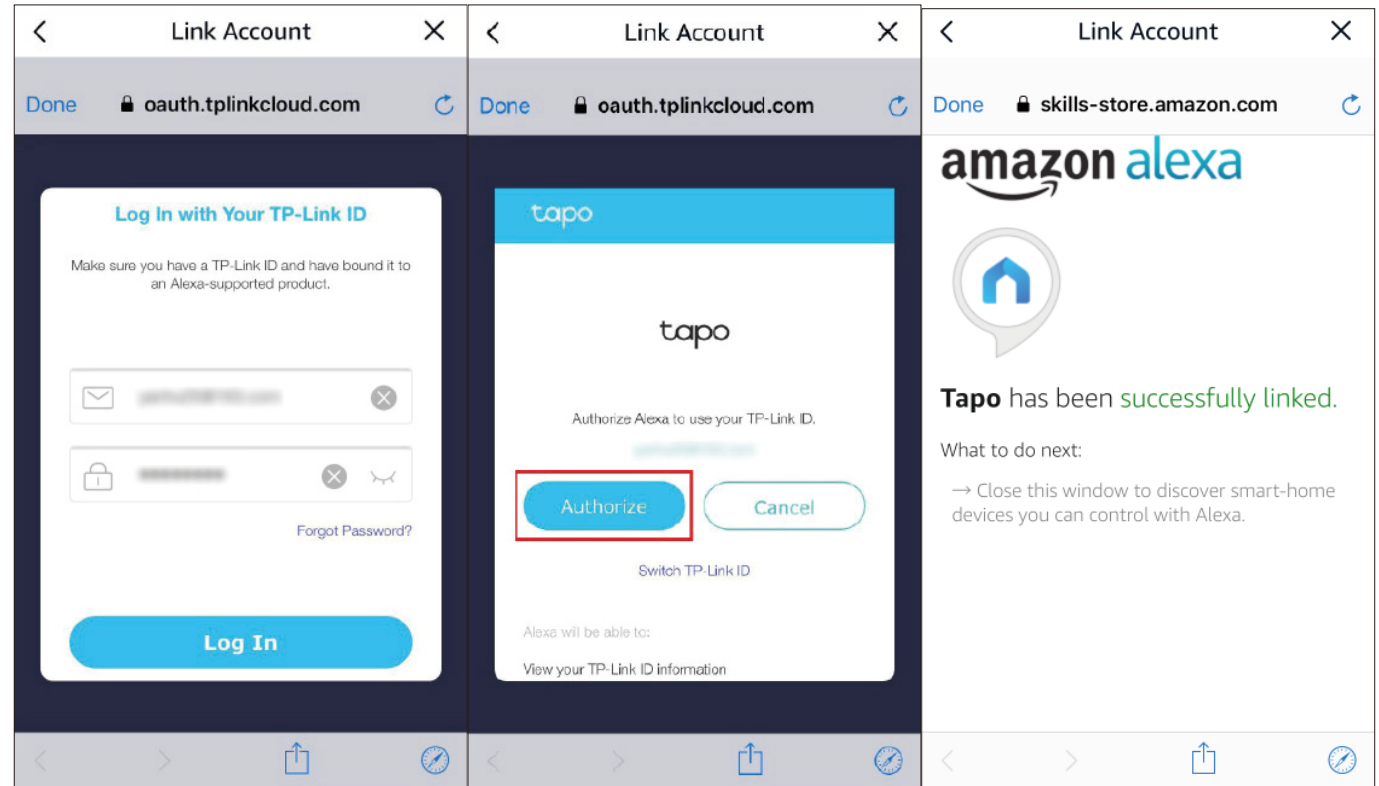 Link Account
Done
oauth.tplinkcloud.com
Log In with Your TP-Link ID
Make sure you have a TP-Link ID and have bound it to
an Alexa-supported product.
Forgot Password?
Log In
Link Account
Done
oauth.tplinkcloud.com
tapo
tapo
Authorize Alexa to use your TP-Link ID.
Authorize
Cancel
Switch TP-Link ID
Alexa will be able to:
View your TP-Link ID information
Link Account
Done
skills-store.amazon.com
amazon alexa
Tapo has been successfully linked.
What to do next:
→ Close this window to discover smart-home
devices you can control with Alexa.